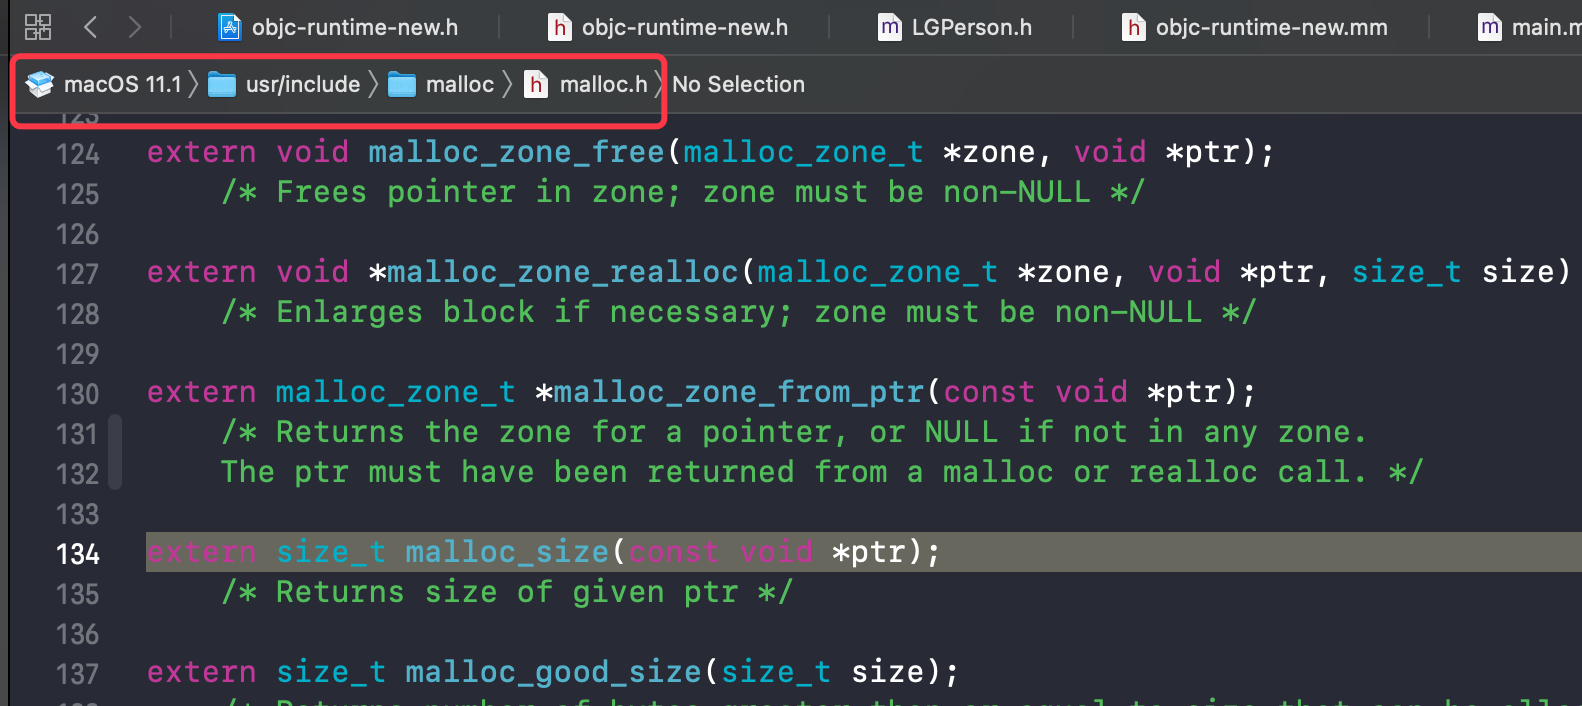 objc-runtime-new.h h objc-runtime-new.h m LGPerson.h h objc-runtime-new.mm m main.m
macOS 11.1 〉 usr/include 〉 malloc 〉 h malloc.h 〉 No Selection
123
124 extern void malloc_zone_free(malloc_zone_t *zone, void *ptr);
125 /* Frees pointer in zone; zone must be non-NULL */
126
127 extern void *malloc_zone_realloc(malloc_zone_t *zone, void *ptr, size_t size)
128 /* Enlarges block if necessary; zone must be non-NULL */
129
130 extern malloc_zone_t *malloc_zone_from_ptr(const void *ptr);
131 /* Returns the zone for a pointer, or NULL if not in any zone.
132 The ptr must have been returned from a malloc or realloc call. */
133
134 extern size_t malloc_size(const void *ptr);
135 /* Returns size of given ptr */
136
137 extern size_t malloc_good_size(size_t size);